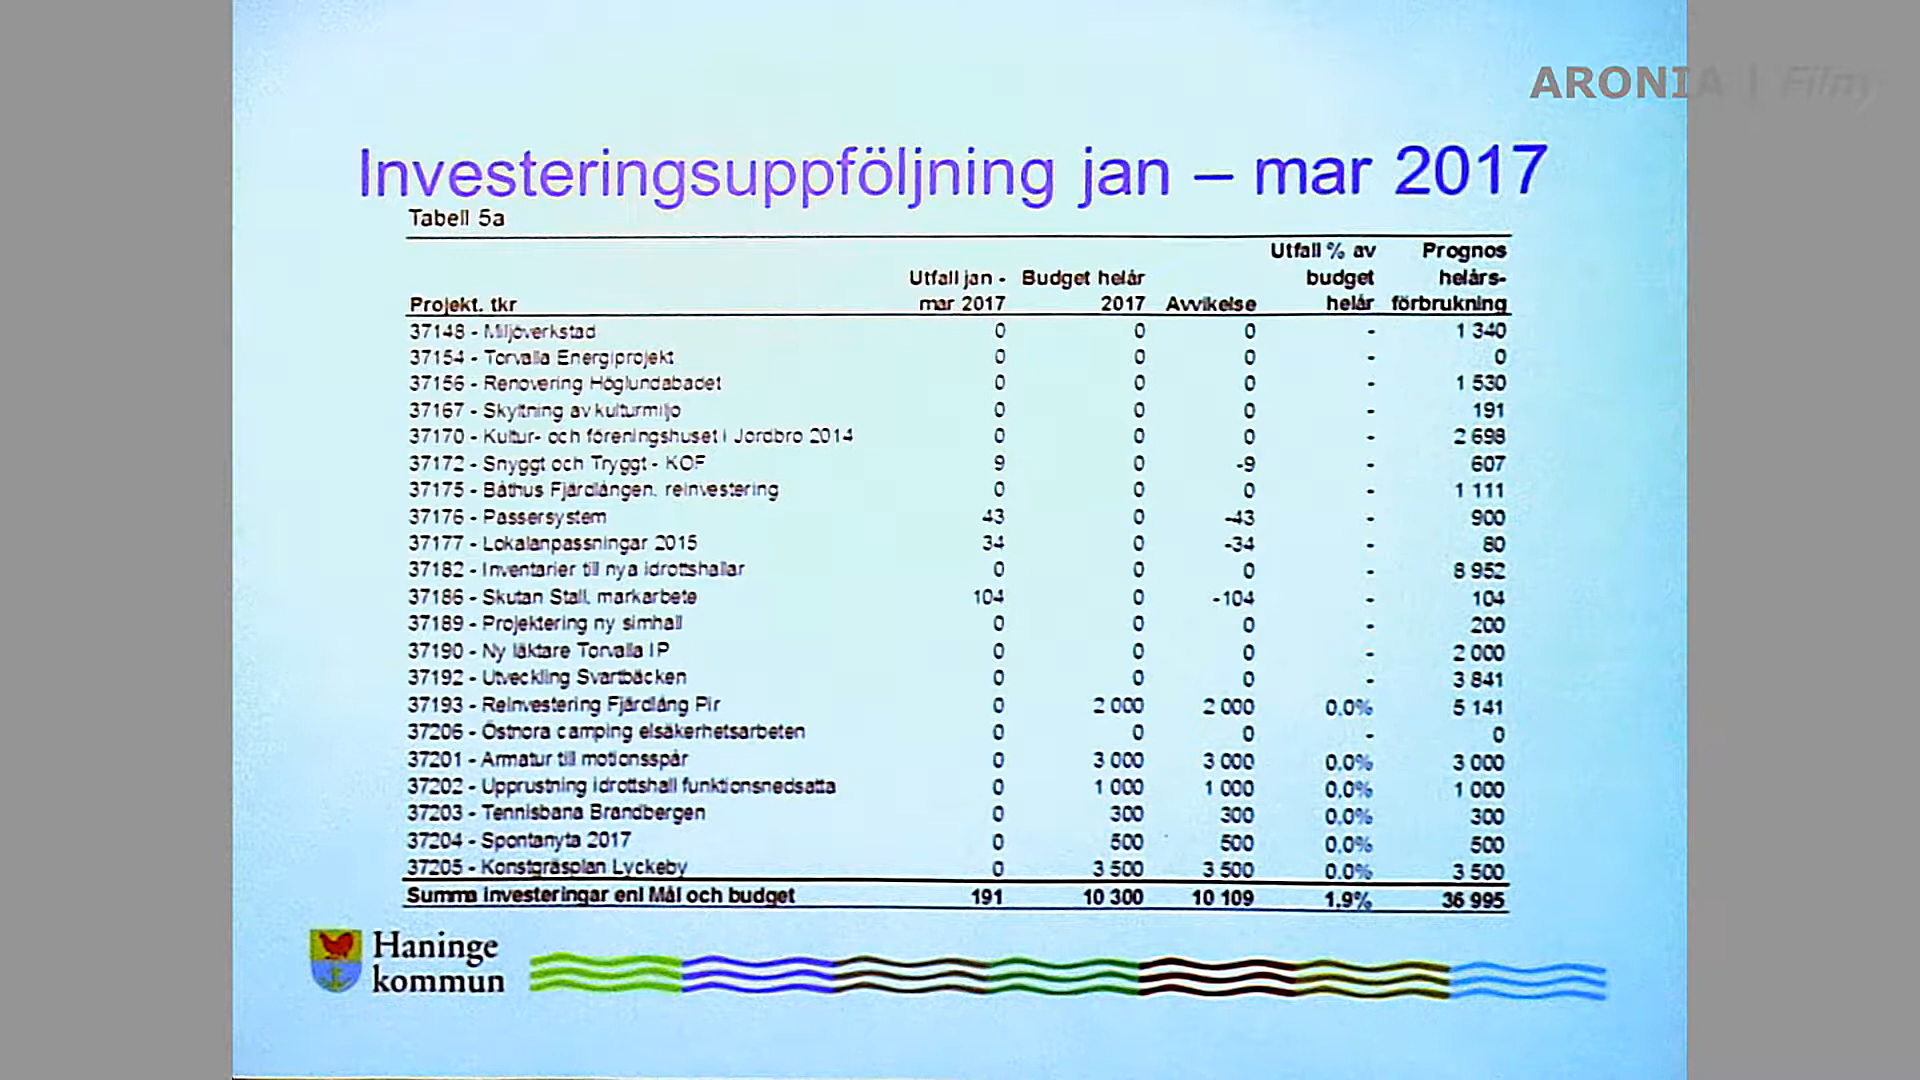 ARONIA | Film
Investeringsuppföljning jan – mar 2017
Tabell 5a
Projekt. tkr Utfall jan - mar 2017 Budget helår 2017 Avvikelse Utfall % av budget helår Prognos helårs- förbrukning
37148 - Miljöverkstad 0 0 0 - 1 340
37154 - Torvalla Energiprojekt 0 0 0 - 0
37156 - Renovering Höglundabadet 0 0 0 - 1 530
37167 - Skyltning av kulturmiljö 0 0 0 - 191
37170 - Kultur- och föreningshuset i Jordbro 2014 0 0 0 - 2 698
37172 - Snyggt och Tryggt - KOF 9 0 -9 - 607
37175 - Båthus Fjärdlången, reinvestering 0 0 0 - 1 111
37176 - Passersystem 43 0 -43 - 900
37177 - Lokalanpassningar 2015 34 0 -34 - 80
37182 - Inventarier till nya idrottshallar 0 0 0 - 8 952
37186 - Skutan Stall, markarbete 104 0 -104 - 104
37189 - Projektering ny simhall 0 0 0 - 200
37190 - Ny läktare Torvalla IP 0 0 0 - 2 000
37192 - Utveckling Svartbäcken 0 0 0 - 3 841
37193 - Reinvestering Fjärdlång Pir 0 2 000 2 000 0.0% 5 141
37206 - Östnora camping elsäkerhetsarbeten 0 0 0 - 0
37201 - Armatur till motionsspår 0 3 000 3 000 0.0% 3 000
37202 - Upprustning idrottshall funktionsnedsatta 0 1 000 1 000 0.0% 1 000
37203 - Tennisbana Brandbergen 0 300 300 0.0% 300
37204 - Spontanyta 2017 0 500 500 0.0% 500
37205 - Konstgräsplan Lyckeby 0 3 500 3 500 0.0% 3 500
Summa investeringar enl Mål och budget 191 10 300 10 109 1.9% 36 995
Haninge
kommun